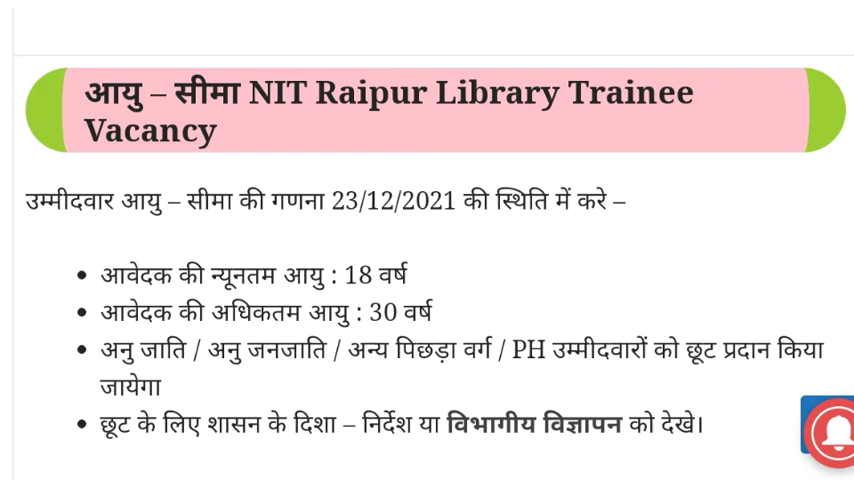 आयु – सीमा NIT Raipur Library Trainee
Vacancy
उम्मीदवार आयु – सीमा की गणना 23/12/2021 की स्थिति में करे –
आवेदक की न्यूनतम आयु : 18 वर्ष
आवेदक की अधिकतम आयु : 30 वर्ष
अनु जाति / अनु जनजाति / अन्य पिछड़ा वर्ग / PH उम्मीदवारों को छूट प्रदान किया
जायेगा
छूट के लिए शासन के दिशा – निर्देश या विभागीय विज्ञापन को देखे।